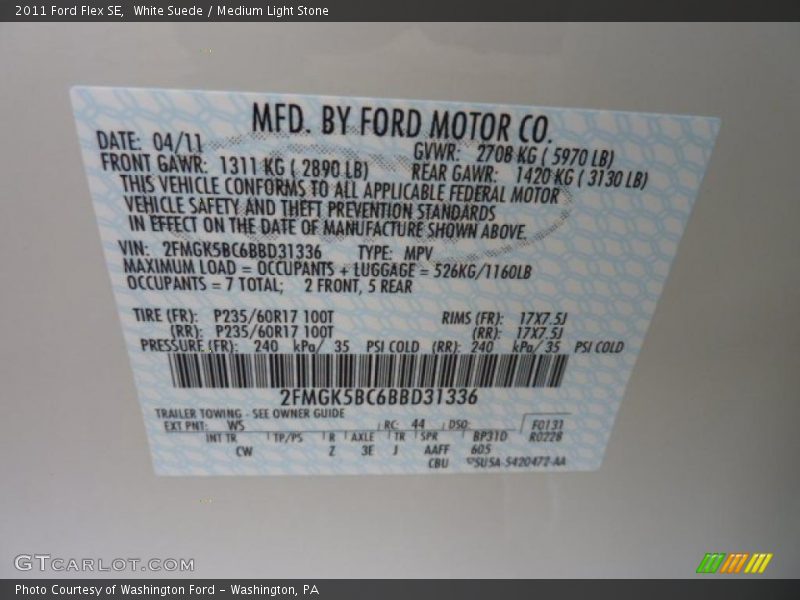 2011 Ford Flex SE,  White Suede / Medium Light Stone
MFD. BY FORD MOTOR CO.
DATE: 04/11 GVWR: 2708 KG ( 5970 LB)
FRONT GAWR: 1311 KG ( 2890 LB) REAR GAWR: 1420 KG ( 3130 LB)
THIS VEHICLE CONFORMS TO ALL APPLICABLE FEDERAL MOTOR
VEHICLE SAFETY AND THEFT PREVENTION STANDARDS
IN EFFECT ON THE DATE OF MANUFACTURE SHOWN ABOVE.
VIN: 2FMGK5BC6BBD31336 TYPE: MPV
MAXIMUM LOAD = OCCUPANTS + LUGGAGE = 526KG/1160LB
OCCUPANTS = 7 TOTAL; 2 FRONT, 5 REAR
TIRE (FR): P235/60R17 100T RIMS (FR): 17X7.5J
(RR): P235/60R17 100T (RR): 17X7.5J
PRESSURE (FR): 240 kPa/ 35 PSI COLD (RR): 240 kPa/ 35 PSI COLD
2FMGK5BC6BBD31336
TRAILER TOWING - SEE OWNER GUIDE
EXT PNT: WS RC: 44 DSO: F0131
INT TR TP/PS R AXLE TR SPR BP31D R0228
CW Z 3E J AAFF 605
CBU SU5A-5420472-AA
GTCARLOT.COM
Photo Courtesy of Washington Ford - Washington, PA